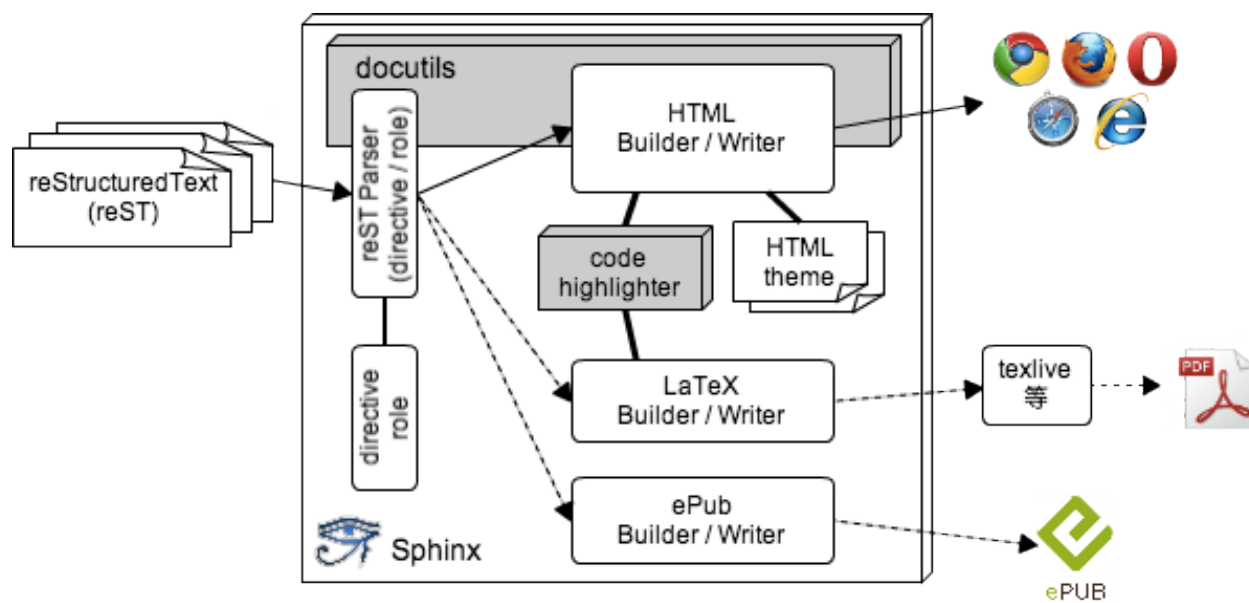 docutils
reStructuredText
(reST)
reST Parser
(directive / role)
HTML
Builder / Writer
code
highlighter
HTML
theme
directive
role
LaTeX
Builder / Writer
texlive
等
PDF
ePub
Builder / Writer
Sphinx
ePUB